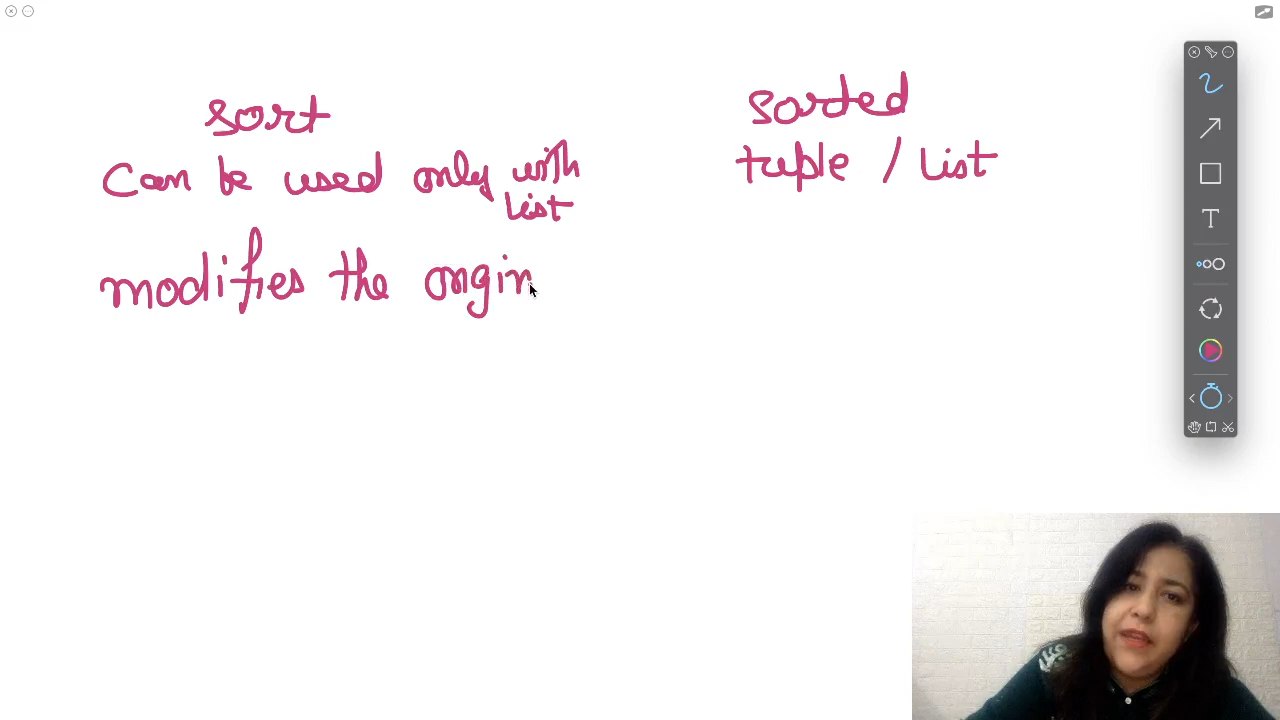 sort
Can be used only with
list
modifies the origin
sorted
tuple / list